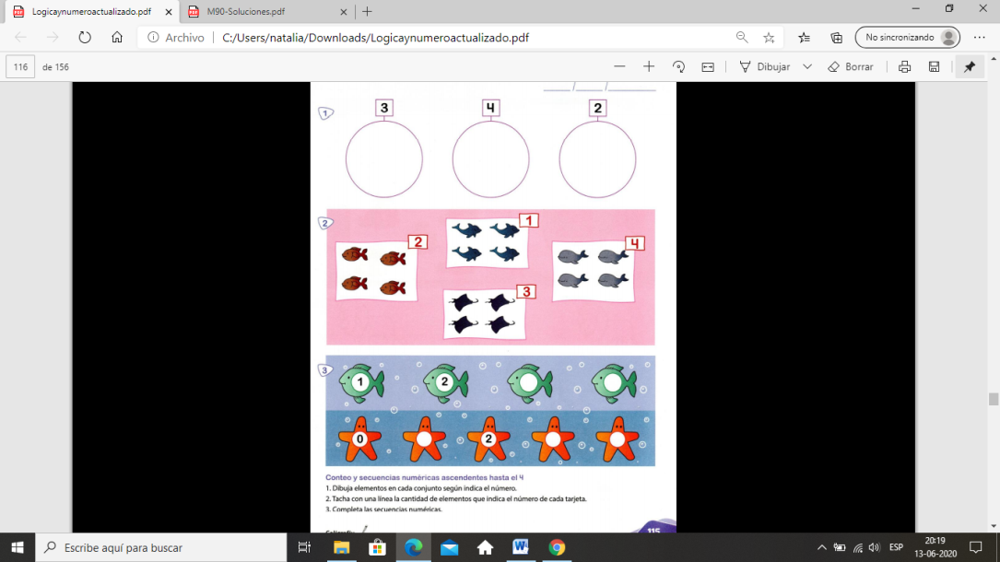 Logicaynumeroactualizado.pdf
M90-Soluciones.pdf
Archivo
C:/Users/natalia/Downloads/Logicaynumeroactualizado.pdf
No sincronizando
116 de 156
Dibujar
Borrar
1
3 4 2
2
2 1 4 3
3
1 2
0 2
Conteo y secuencias numéricas ascendentes hasta el 4
1. Dibuja elementos en cada conjunto según indica el número.
2. Tacha con una línea la cantidad de elementos que indica el número de cada tarjeta.
3. Completa las secuencias numéricas.
115
Escribe aquí para buscar
ESP
20:19
13-06-2020